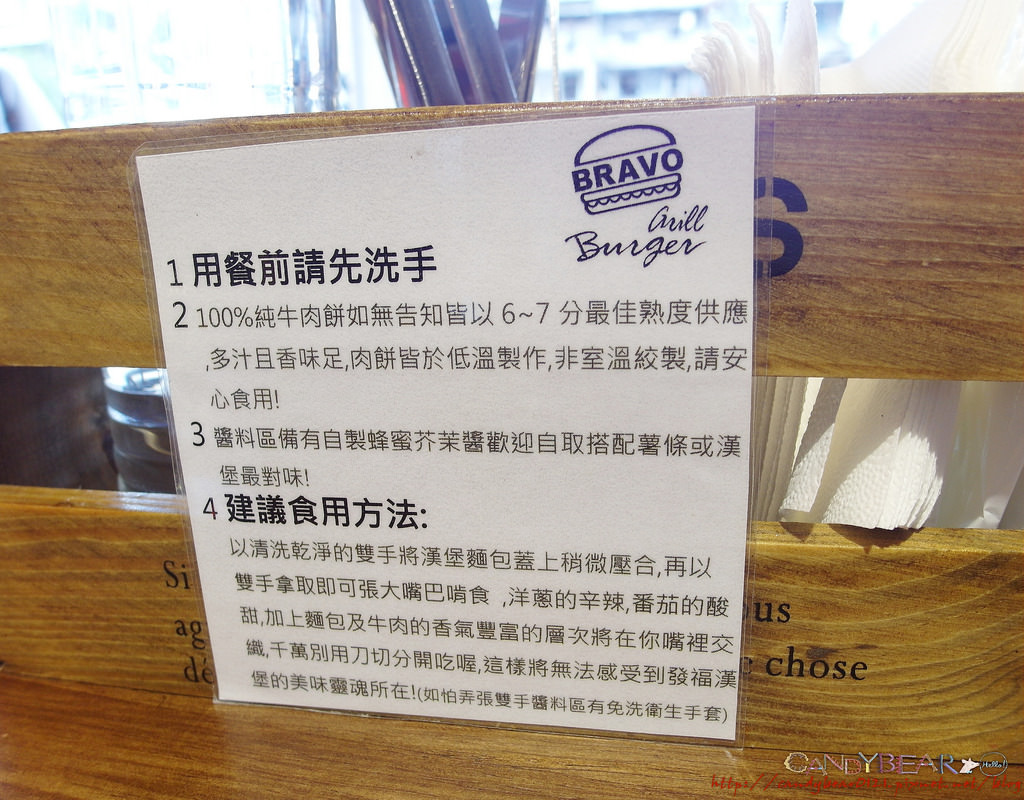 BRAVO
Grill
Burger
S
1 用餐前請先洗手
2 100%純牛肉餅如無告知皆以 6~7 分最佳熟度供應
,多汁且香味足,肉餅皆於低溫製作,非室溫絞製,請安
心食用!
3 醬料區備有自製蜂蜜芥茉醬歡迎自取搭配薯條或漢
堡最對味!
4 建議食用方法:
以清洗乾淨的雙手將漢堡麵包蓋上稍微壓合,再以
雙手拿取即可張大嘴巴啃食 ,洋蔥的辛辣,番茄的酸
甜,加上麵包及牛肉的香氣豐富的層次將在你嘴裡交
織,千萬別用刀切分開吃喔,這樣將無法感受到發福漢
堡的美味靈魂所在!(如怕弄張雙手醬料區有免洗衛生手套)
Si
us
ag
chose
dé
CANDYBEAR Hello!